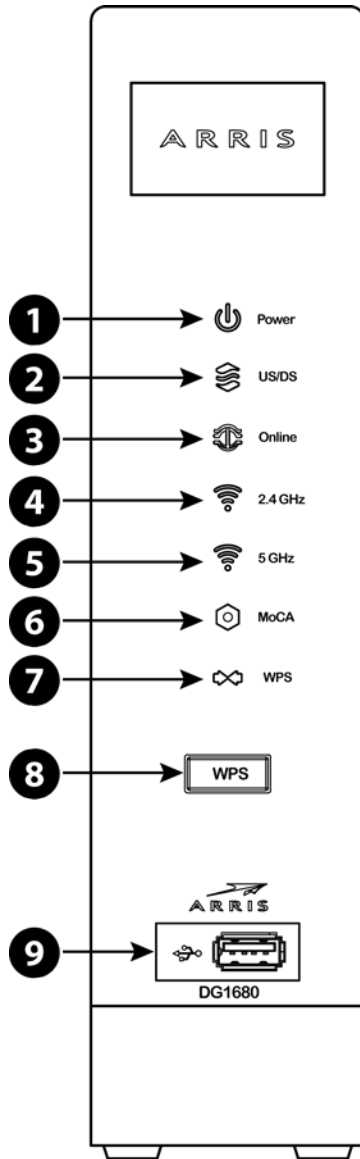 ARRIS
1 Power
2 US/DS
3 Online
4 2.4 GHz
5 5 GHz
6 MoCA
7 WPS
8 WPS
ARRIS
9
DG1680